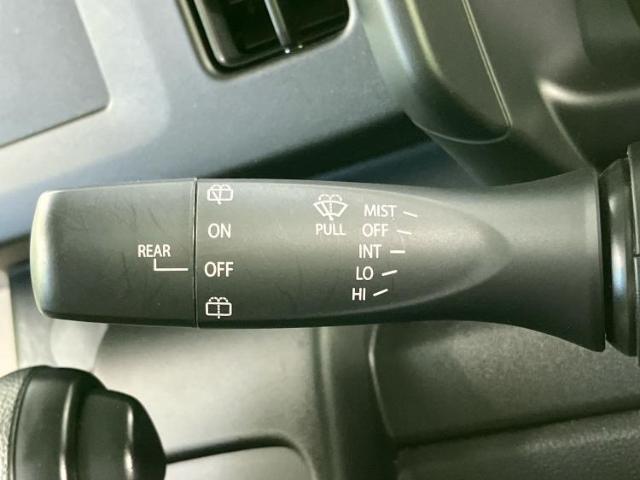 REAR
ON
OFF
PULL
MIST
OFF
INT
LO
HI